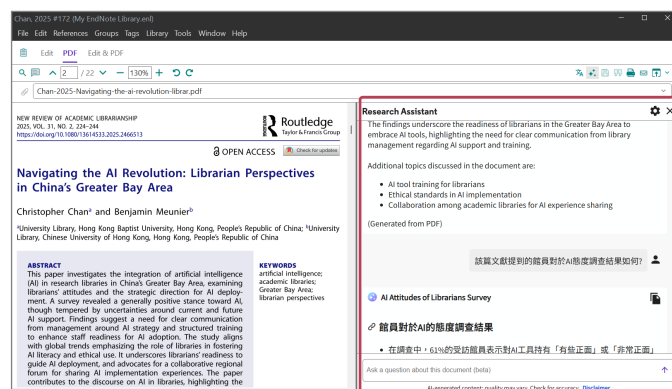 Chan, 2025 #172 (My EndNote Library.enl)
File Edit References Groups Tags Library Tools Window Help
Edit PDF Edit & PDF
2 / 22 130%
Chan-2025-Navigating-the-ai-revolution-librar.pdf
NEW REVIEW OF ACADEMIC LIBRARIANSHIP
2025, VOL. 31, NO. 2, 224–244
https://doi.org/10.1080/13614533.2025.2466513
Routledge
Taylor & Francis Group
OPEN ACCESS Check for updates
Navigating the AI Revolution: Librarian Perspectives
in China's Greater Bay Area
Christopher Chanᵃ and Benjamin Meunierᵇ
ᵃUniversity Library, Hong Kong Baptist University, Hong Kong, People's Republic of China; ᵇUniversity
Library, Chinese University of Hong Kong, Hong Kong, People's Republic of China
ABSTRACT
This paper investigates the integration of artificial intelligence
(AI) in research libraries in China's Greater Bay Area, examining
librarians' attitudes and the strategic direction for AI deploy-
ment. A survey revealed a generally positive stance toward AI,
though tempered by uncertainties around current and future
AI support. Findings suggest a need for clear communication
from management around AI strategy and structured training
to enhance staff readiness for AI adoption. The study aligns
with global trends emphasizing the role of libraries in fostering
AI literacy and ethical use. It underscores librarians' readiness to
guide AI deployment, and advocates for a collaborative regional
forum for sharing AI implementation experiences. The paper
contributes to the discourse on AI in libraries, highlighting the
KEYWORDS
artificial intelligence;
academic libraries;
Greater Bay Area;
librarian perspectives
Research Assistant
The findings underscore the readiness of librarians in the Greater Bay Area to
embrace AI tools, highlighting the need for clear communication from library
management regarding AI support and training.
Additional topics discussed in the document are:
• AI tool training for librarians
• Ethical standards in AI implementation
• Collaboration among academic libraries for AI experience sharing
(Generated from PDF)
該篇文獻提到的館員對於AI態度調查結果如何?
AI Attitudes of Librarians Survey
館員對於AI的態度調查結果
• 在調查中，61%的受訪館員表示對AI工具持有「有些正面」或「非常正面」
Ask a question about this document (beta)
AI-generated content: quality may vary. Check for accuracy. Disclaimer